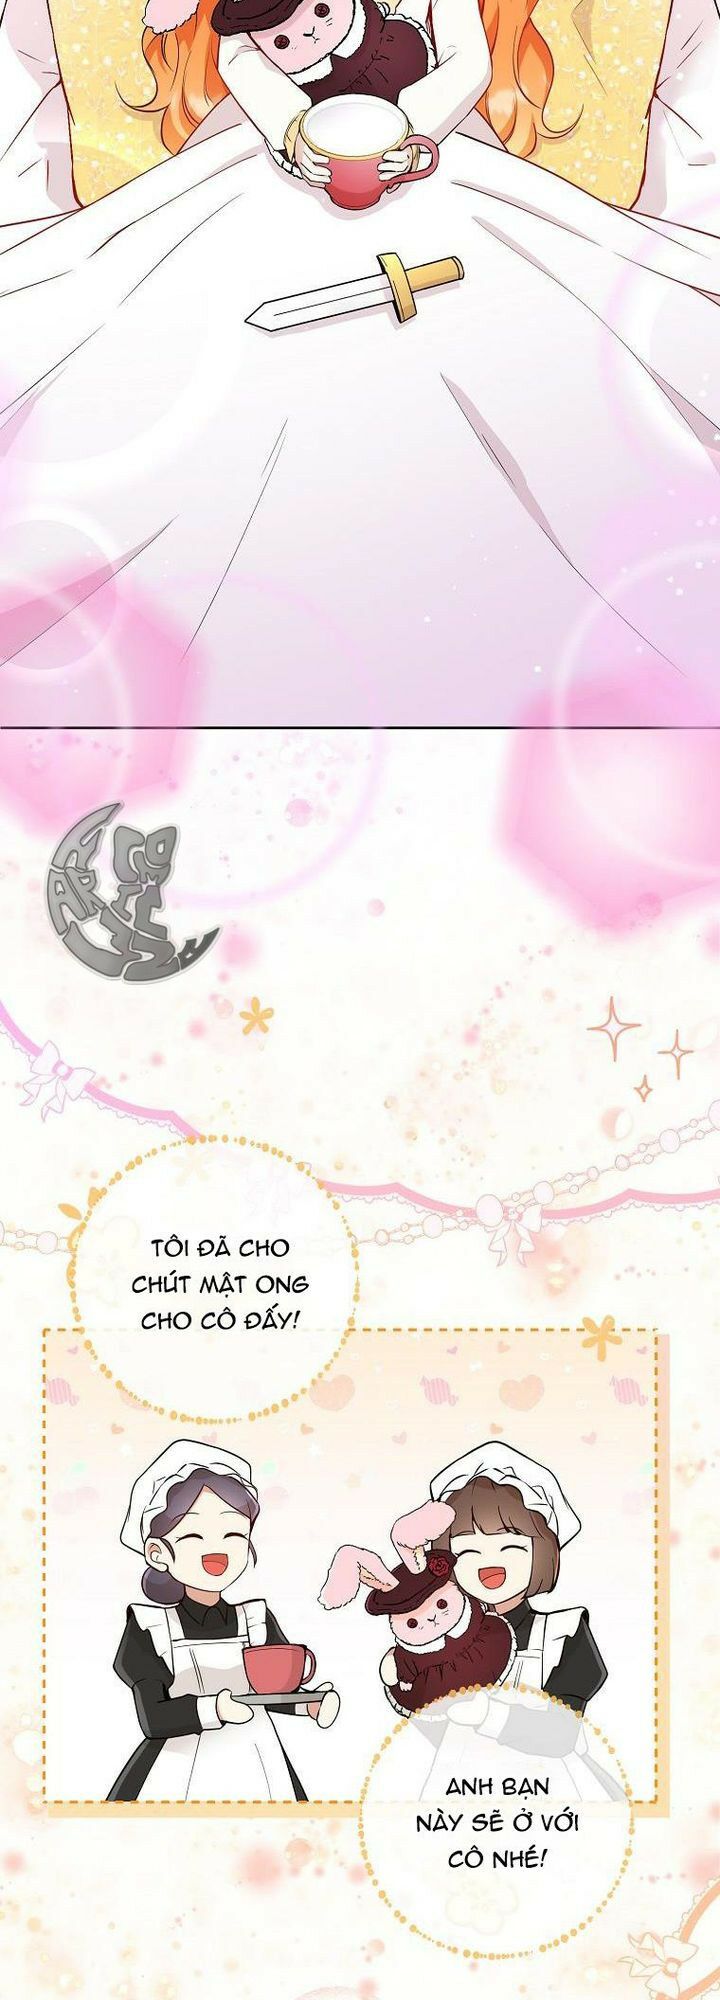 TÔI ĐÃ CHO
CHÚT MẬT ONG
CHO CÔ ĐẤY!
ANH BẠN
NÀY SẼ Ở VỚI
CÔ NHÉ!